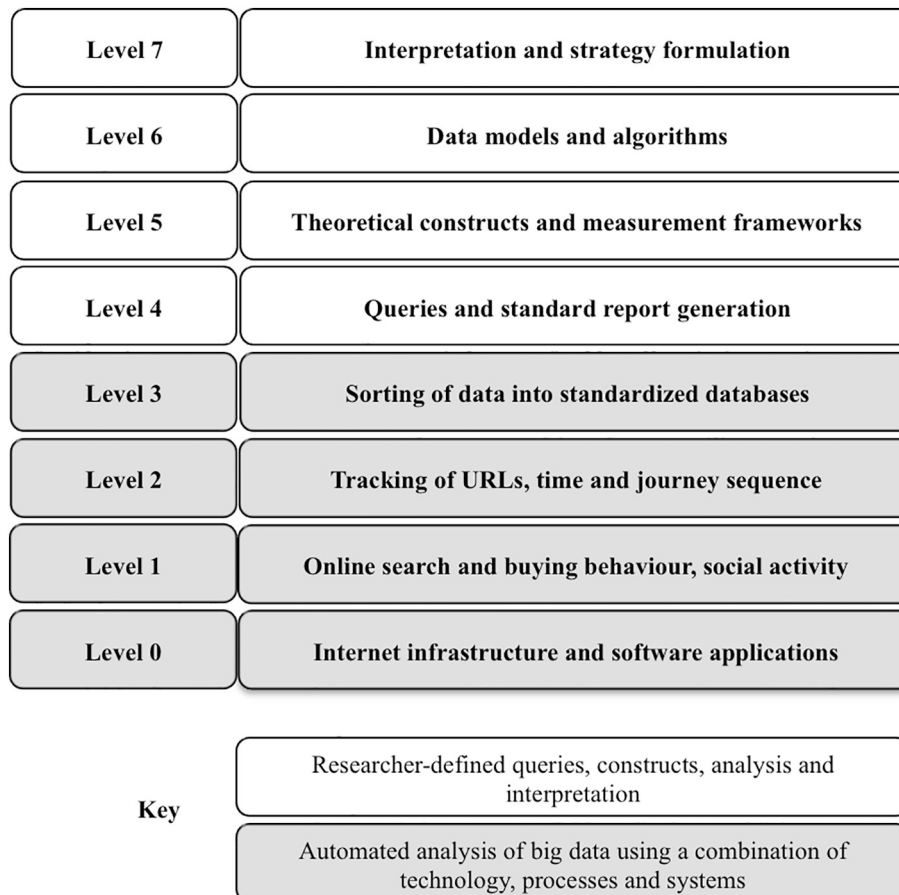 Level 7 Interpretation and strategy formulation
Level 6 Data models and algorithms
Level 5 Theoretical constructs and measurement frameworks
Level 4 Queries and standard report generation
Level 3 Sorting of data into standardized databases
Level 2 Tracking of URLs, time and journey sequence
Level 1 Online search and buying behaviour, social activity
Level 0 Internet infrastructure and software applications
Key
Researcher-defined queries, constructs, analysis and
interpretation
Automated analysis of big data using a combination of
technology, processes and systems